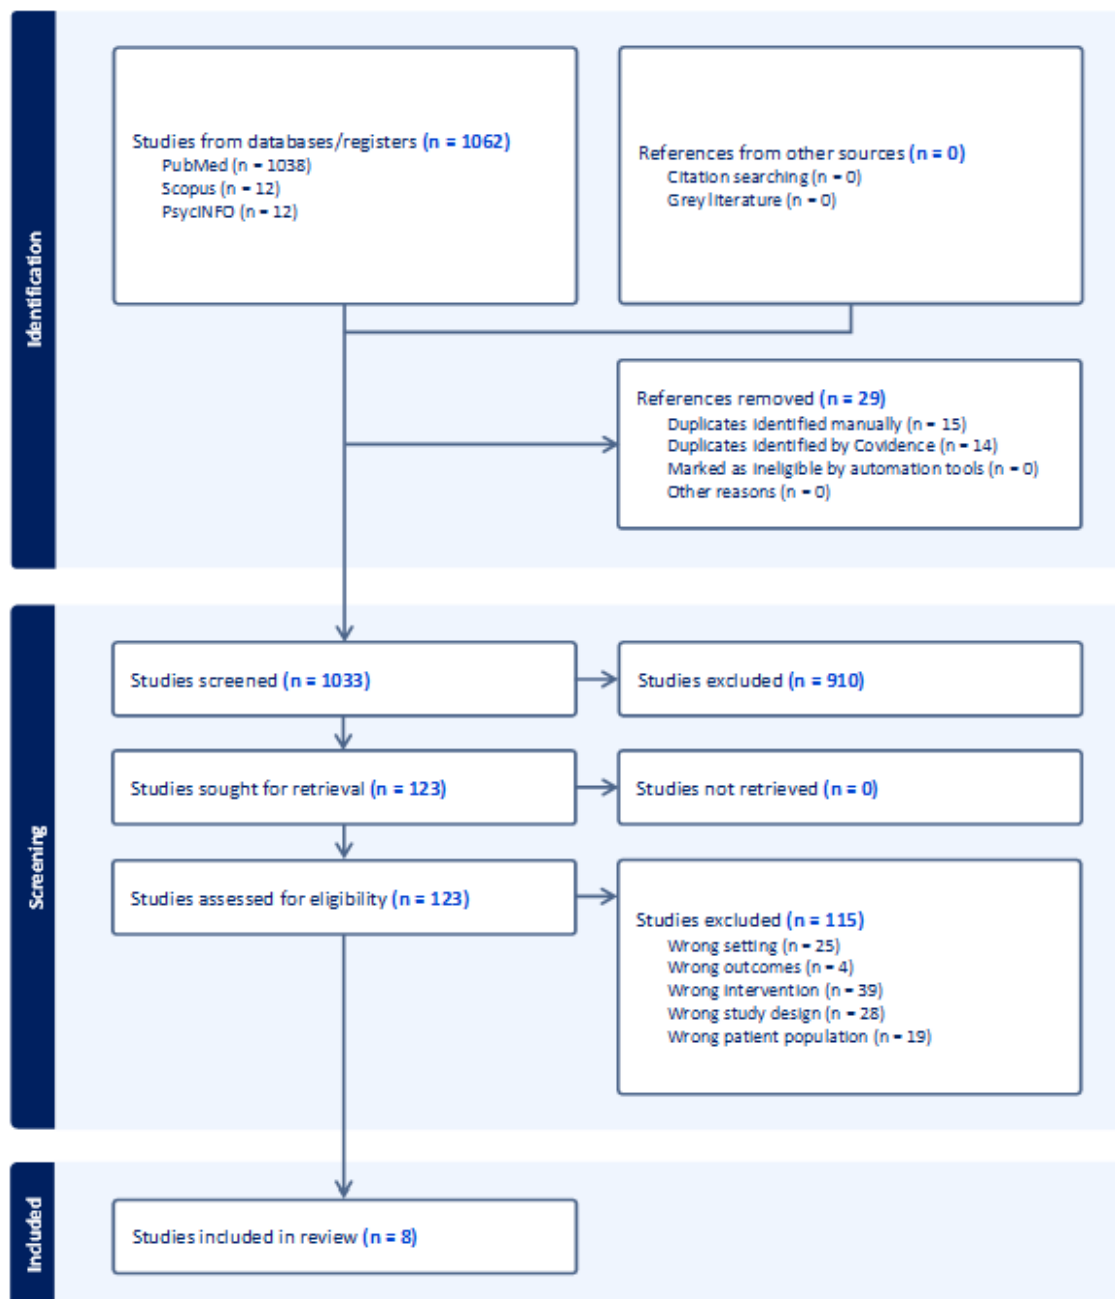 Identification
Studies from databases/registers (n = 1062)
PubMed (n = 1038)
Scopus (n = 12)
PsycINFO (n = 12)
References from other sources (n = 0)
Citation searching (n = 0)
Grey literature (n = 0)
References removed (n = 29)
Duplicates identified manually (n = 15)
Duplicates identified by Covidence (n = 14)
Marked as ineligible by automation tools (n = 0)
Other reasons (n = 0)
Screening
Studies screened (n = 1033)
Studies excluded (n = 910)
Studies sought for retrieval (n = 123)
Studies not retrieved (n = 0)
Studies assessed for eligibility (n = 123)
Studies excluded (n = 115)
Wrong setting (n = 25)
Wrong outcomes (n = 4)
Wrong intervention (n = 39)
Wrong study design (n = 28)
Wrong patient population (n = 19)
Included
Studies included in review (n = 8)